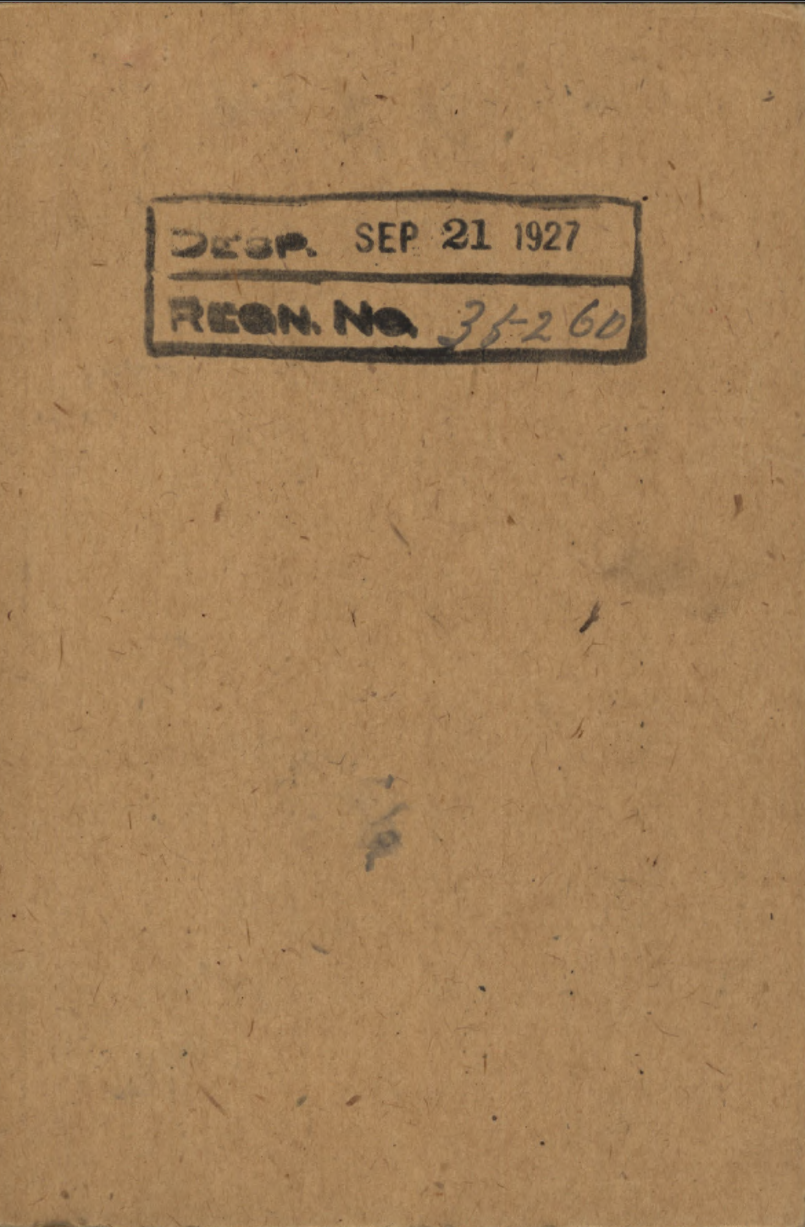 DESP. SEP 21 1927
REGN. No. 35260